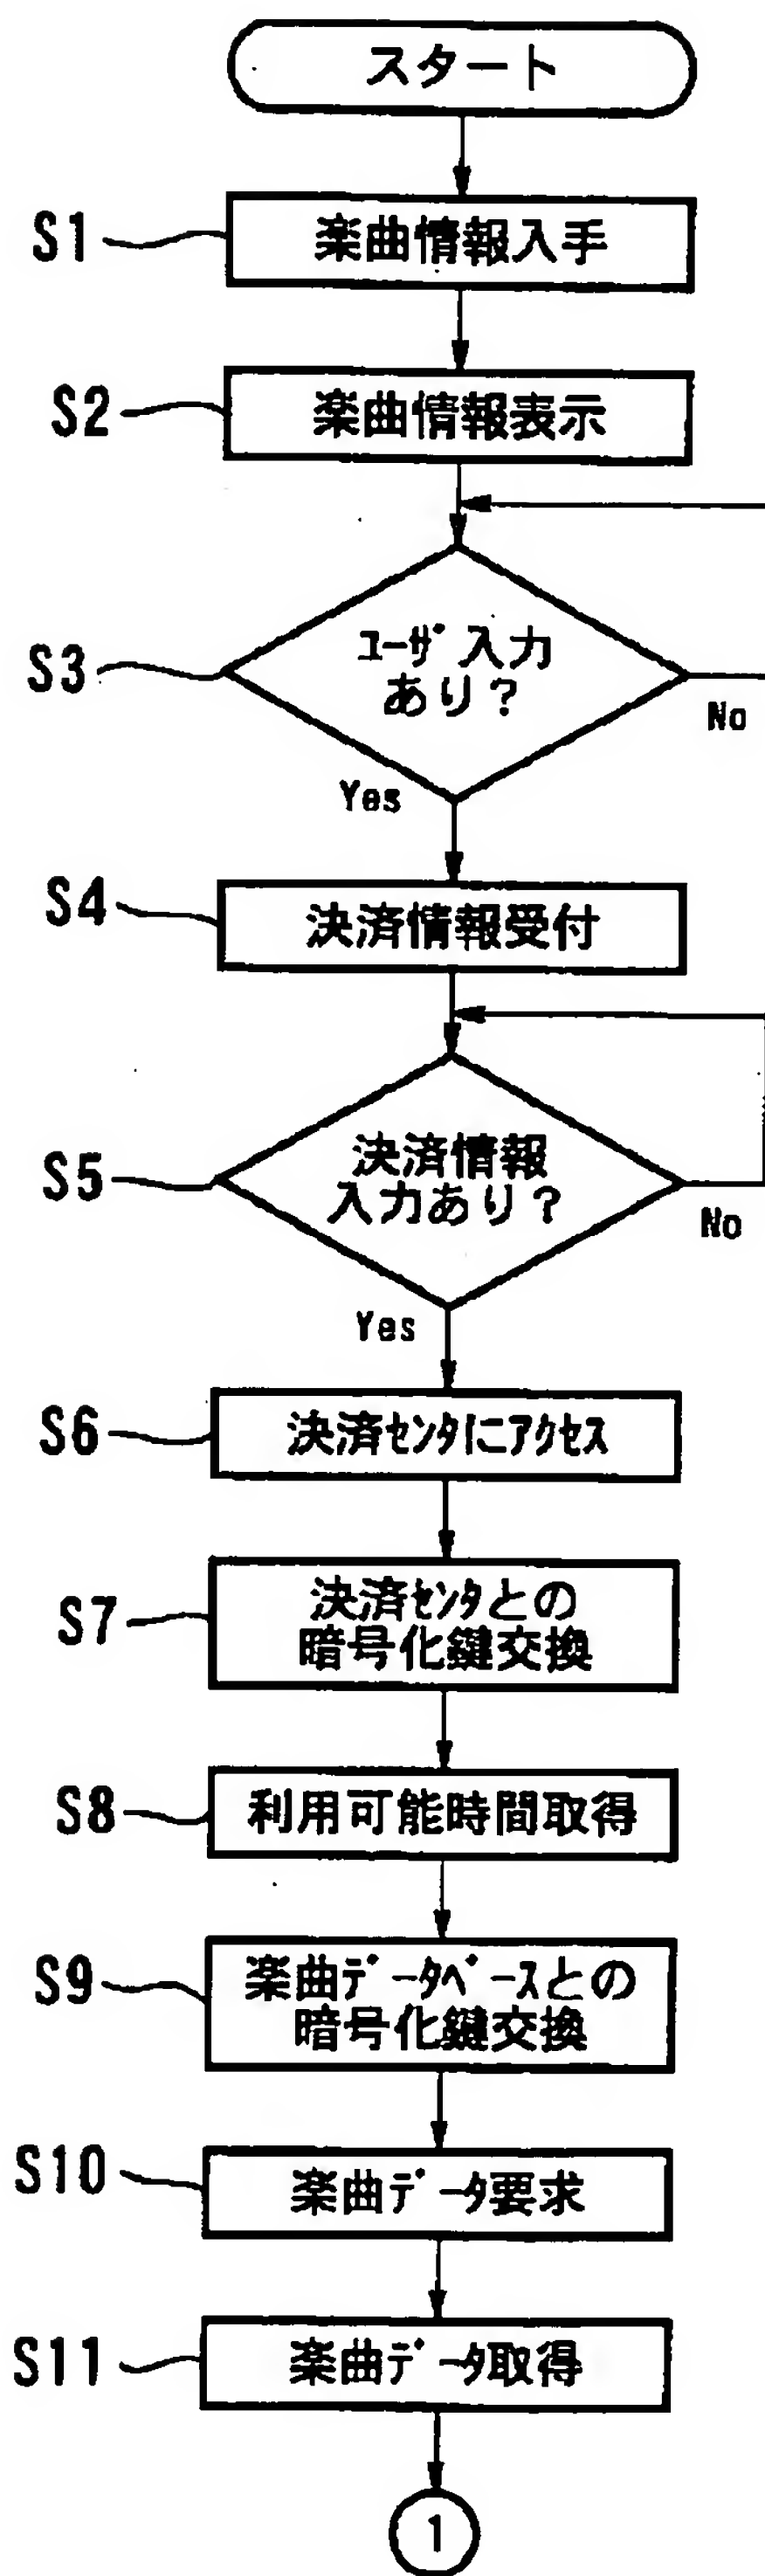 スタート
S1 楽曲情報入手
S2 楽曲情報表示
S3 ﾕｰｻﾞ入力
あり？
No
Yes
S4 決済情報受付
S5 決済情報
入力あり？
No
Yes
S6 決済ｾﾝﾀにｱｸｾｽ
S7 決済ｾﾝﾀとの
暗号化鍵交換
S8 利用可能時間取得
S9 楽曲ﾃﾞｰﾀﾍﾞｰｽとの
暗号化鍵交換
S10 楽曲ﾃﾞｰﾀ要求
S11 楽曲ﾃﾞｰﾀ取得
1